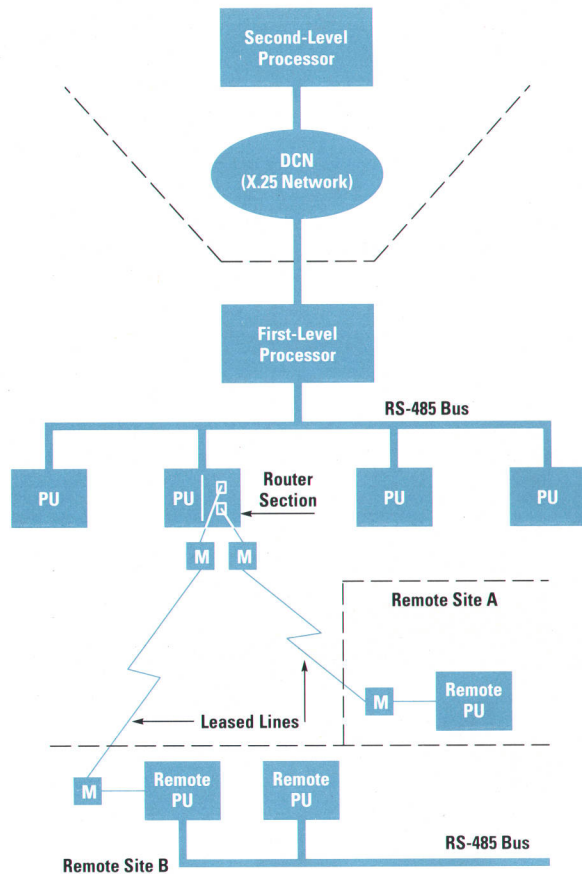 Second-Level
Processor
DCN
(X.25 Network)
First-Level
Processor
RS-485 Bus
PU
PU
PU
PU
Router
Section
M
M
Remote Site A
M
Remote
PU
Leased Lines
M
Remote
PU
Remote
PU
RS-485 Bus
Remote Site B